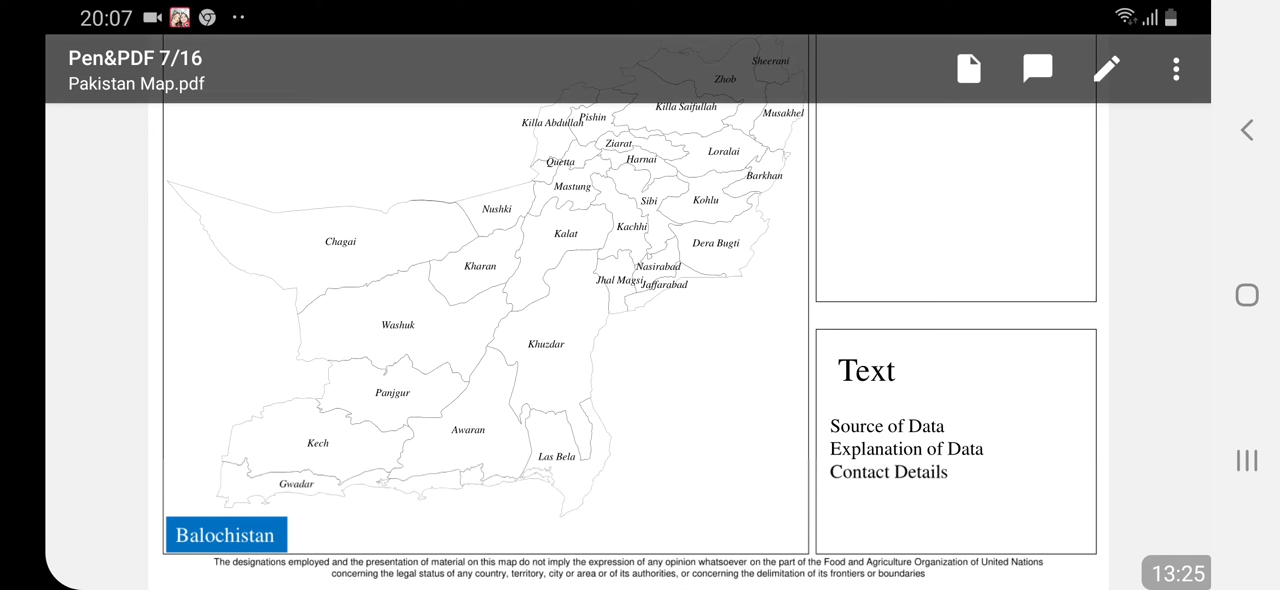 20:07
Pen&PDF 7/16
Pakistan Map.pdf
Sheerani
Zhob
Killa Saifullah
Musakhel
Killa Abdullah
Pishin
Ziarat
Loralai
Quetta
Harnai
Barkhan
Mastung
Sibi
Kohlu
Nushki
Kachhi
Chagai
Kalat
Dera Bugti
Kharan
Nasirabad
Jhal Magsi
Jaffarabad
Washuk
Khuzdar
Panjgur
Kech
Awaran
Las Bela
Gwadar
Balochistan
Text
Source of Data
Explanation of Data
Contact Details
The designations employed and the presentation of material on this map do not imply the expression of any opinion whatsoever on the part of the Food and Agriculture Organization of United Nations
concerning the legal status of any country, territory, city or area or of its authorities, or concerning the delimitation of its frontiers or boundaries
13:25